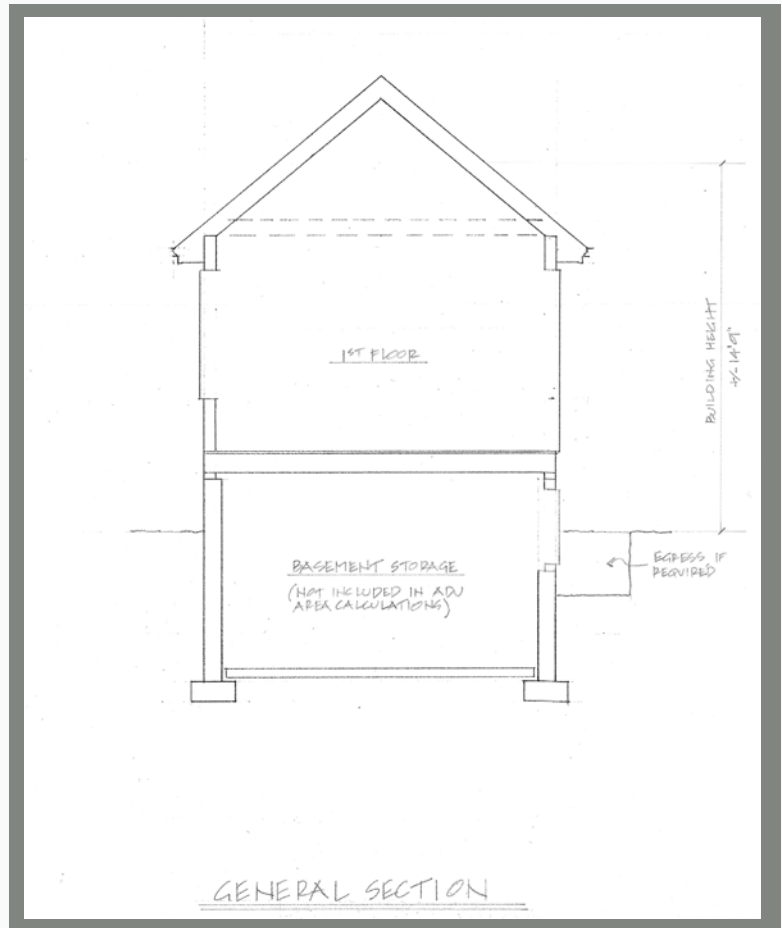 1ST FLOOR
BUILDING HEIGHT
+/- 14'9"
BASEMENT STORAGE
(NOT INCLUDED IN ADU
AREA CALCULATIONS)
EGRESS IF
REQUIRED
GENERAL SECTION